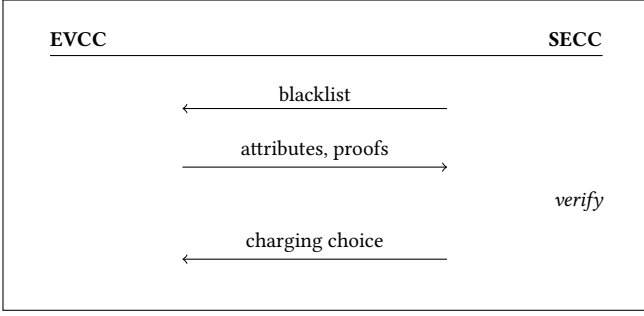 EVCC SECC
blacklist
attributes, proofs
verify
charging choice